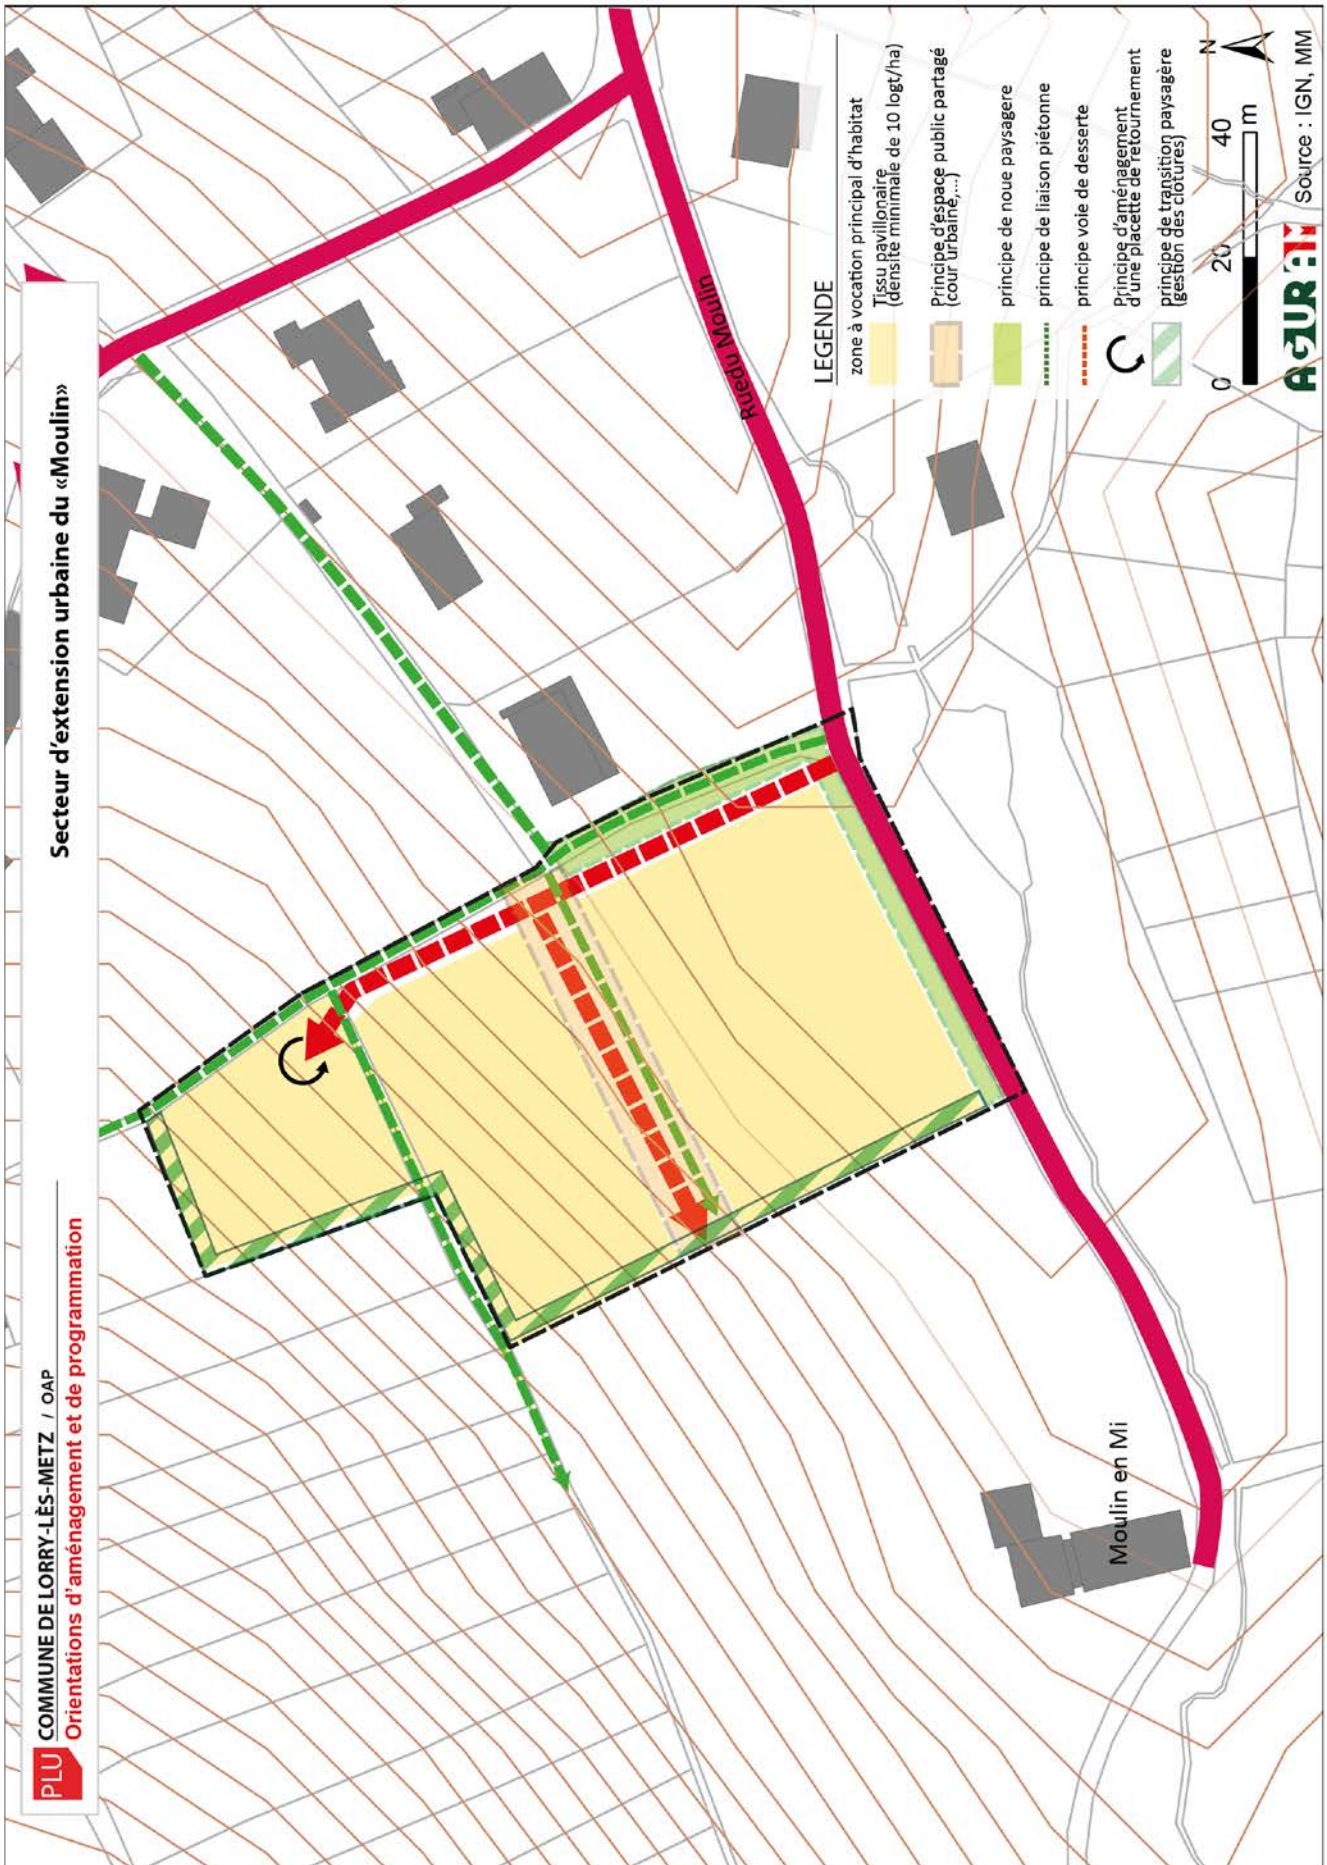 PLU
COMMUNE DE LORRY-LÈS-METZ / OAP
Orientations d'aménagement et de programmation
Secteur d'extension urbaine du «Moulin»
Rue du Moulin
Moulin en Mi
LEGENDE
zone à vocation principal d'habitat
Tissu pavillonaire
(densité minimale de 10 logt/ha)
Principe d'espace public partagé
(cour urbaine,...)
principe de noue paysagere
principe de liaison piétonne
principe voie de desserte
Principe d'aménagement
d'une placette de retournement
principe de transition paysagère
(gestion des clotures)
N
0 20 40
m
AGURAM
Source : IGN, MM